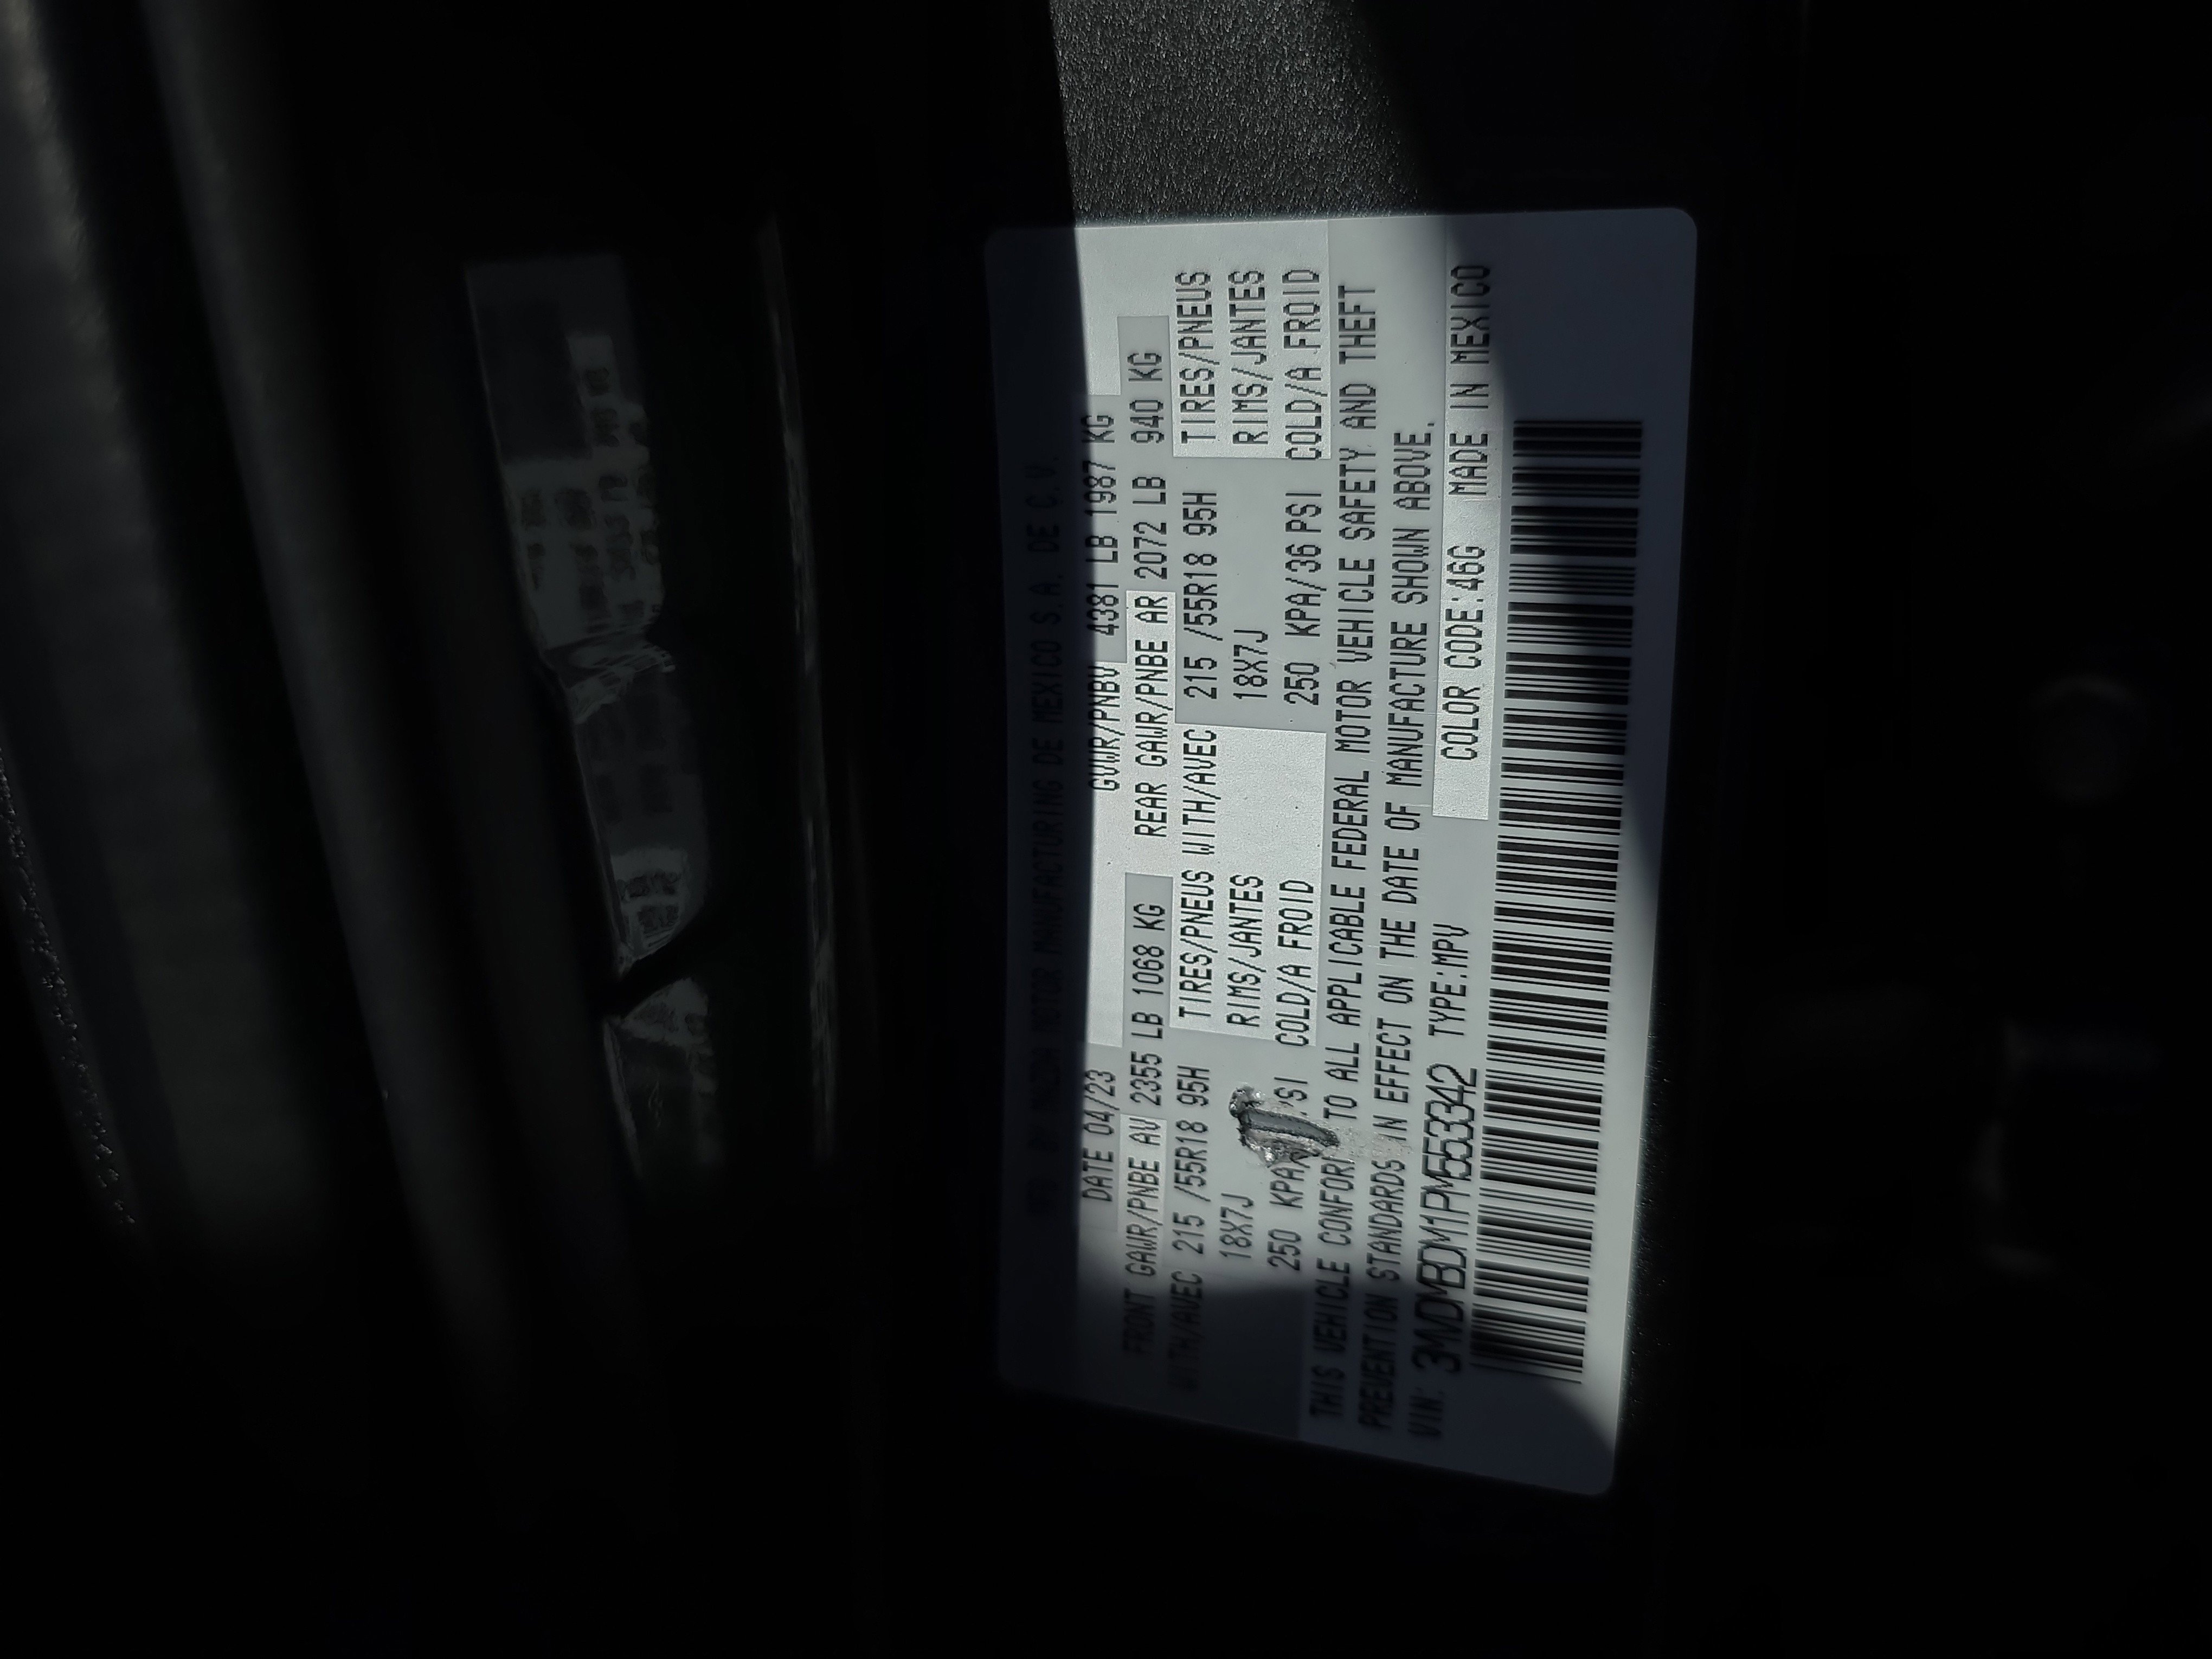 MFD. BY MAZDA MOTOR MANUFACTURING DE MEXICO S.A. DE C.V.
DATE 04/23 GVWR/PNBV 4381 LB 1987 KG
FRONT GAWR/PNBE AV 2355 LB 1068 KG REAR GAWR/PNBE AR 2072 LB 940 KG
WITH/AVEC 215 /55R18 95H TIRES/PNEUS WITH/AVEC 215 /55R18 95H TIRES/PNEUS
18X7J RIMS/JANTES 18X7J RIMS/JANTES
250 KPA/ PSI COLD/A FROID 250 KPA/36 PSI COLD/A FROID
THIS VEHICLE CONFOR TO ALL APPLICABLE FEDERAL MOTOR VEHICLE SAFETY AND THEFT
PREVENTION STANDARDS IN EFFECT ON THE DATE OF MANUFACTURE SHOWN ABOVE.
VIN: 3MVDMBDM1PM553342 TYPE:MPV COLOR CODE:46G MADE IN MEXICO